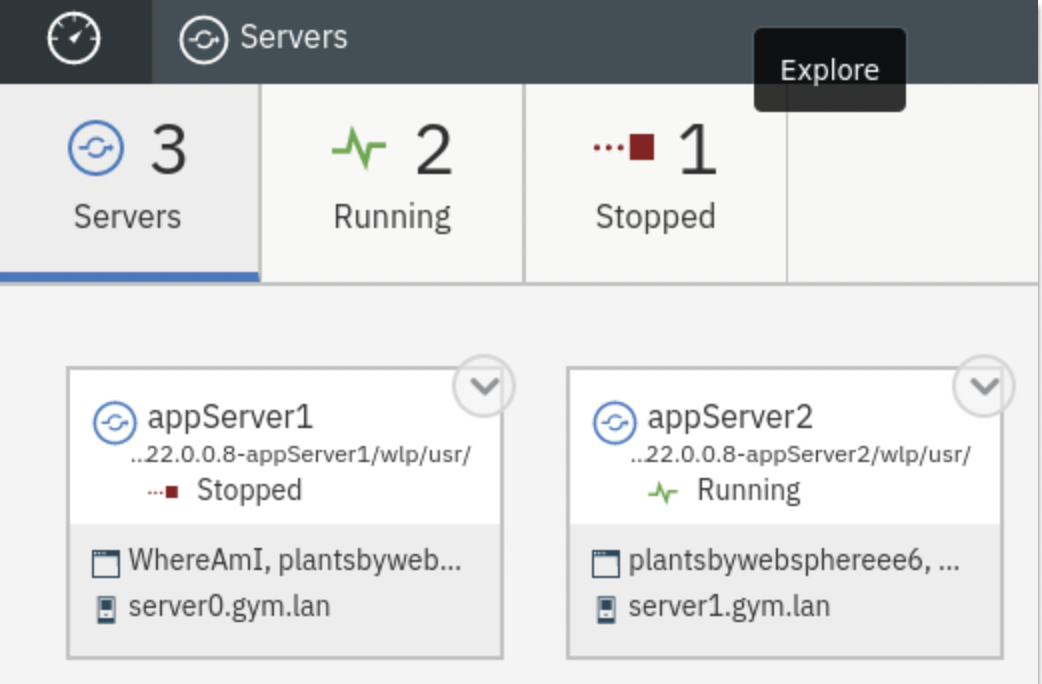 Servers
Explore
3
Servers
2
Running
1
Stopped
appServer1
...22.0.0.8-appServer1/wlp/usr/
Stopped
WhereAmI, plantsbyweb...
server0.gym.lan
appServer2
...22.0.0.8-appServer2/wlp/usr/
Running
plantsbywebsphereee6, ...
server1.gym.lan